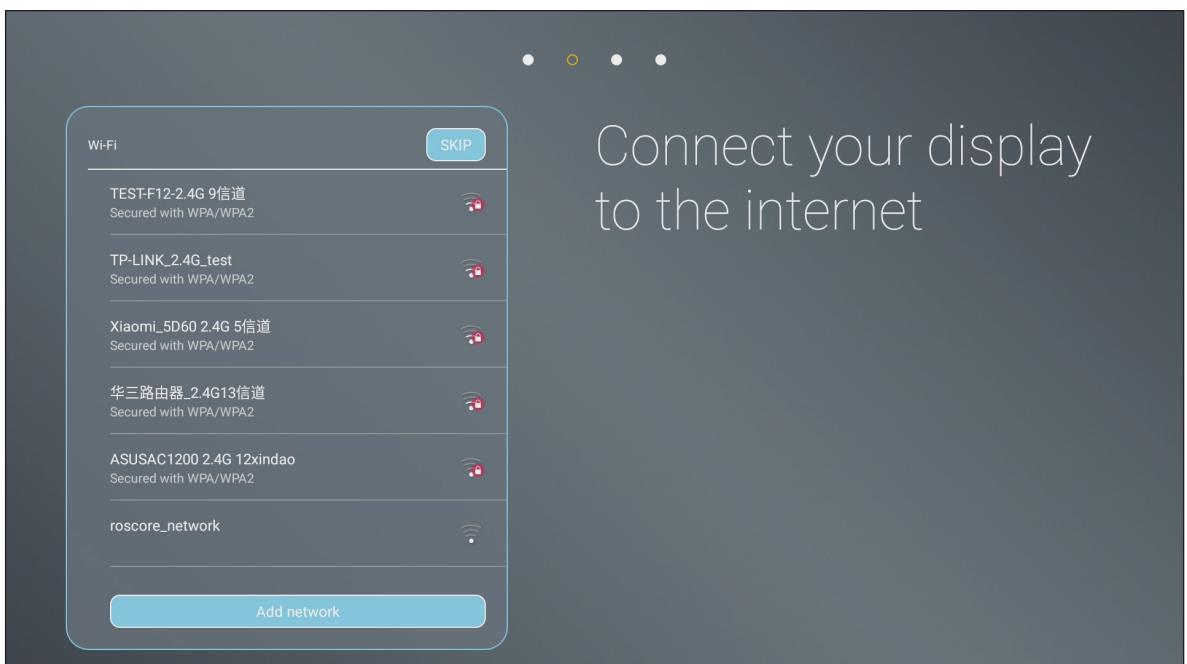 Wi-Fi
SKIP
TEST-F12-2.4G 9信道
Secured with WPA/WPA2
TP-LINK_2.4G_test
Secured with WPA/WPA2
Xiaomi_5D60 2.4G 5信道
Secured with WPA/WPA2
华三路由器_2.4G13信道
Secured with WPA/WPA2
ASUSAC1200 2.4G 12xindao
Secured with WPA/WPA2
roscore_network
Add network
Connect your display
to the internet